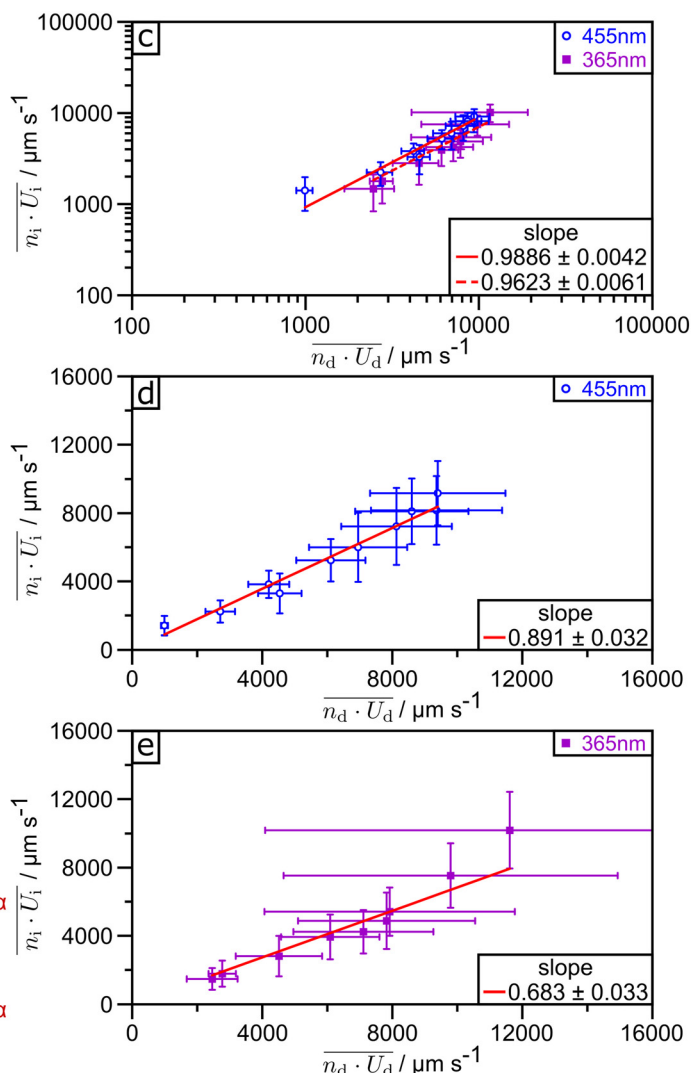 c
455nm
365nm
100000
10000
1000
100
n̄ᵢ · Uᵢ / µm s⁻¹
slope
0.9886 ± 0.0042
0.9623 ± 0.0061
100 1000 10000 100000
n_d · U_d / µm s⁻¹
d
455nm
16000
12000
8000
4000
0
n_i · U_i / µm s⁻¹
slope
0.891 ± 0.032
0 4000 8000 12000 16000
n_d · U_d / µm s⁻¹
e
365nm
16000
12000
8000
4000
0
n_i · U_i / µm s⁻¹
α
α
slope
0.683 ± 0.033
0 4000 8000 12000 16000
n_d · U_d / µm s⁻¹